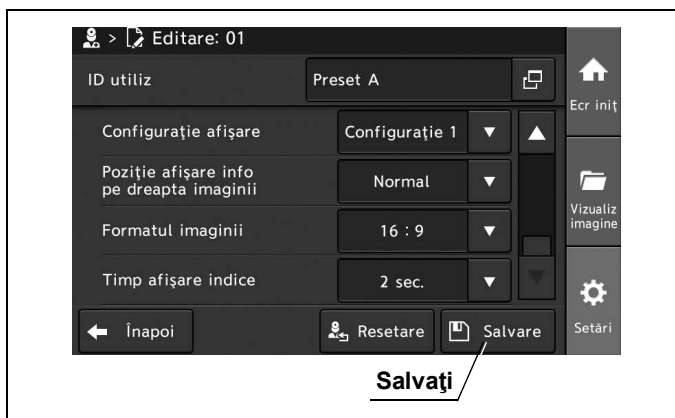 > Editare: 01
ID utiliz
Preset A
Ecr iniț
Configurație afișare
Configurație 1
Poziție afișare info
pe dreapta imaginii
Normal
Vizualiz
imagine
Formatul imaginii
16 : 9
Timp afișare indice
2 sec.
Înapoi
Resetare
Salvare
Setări
Salvaţi